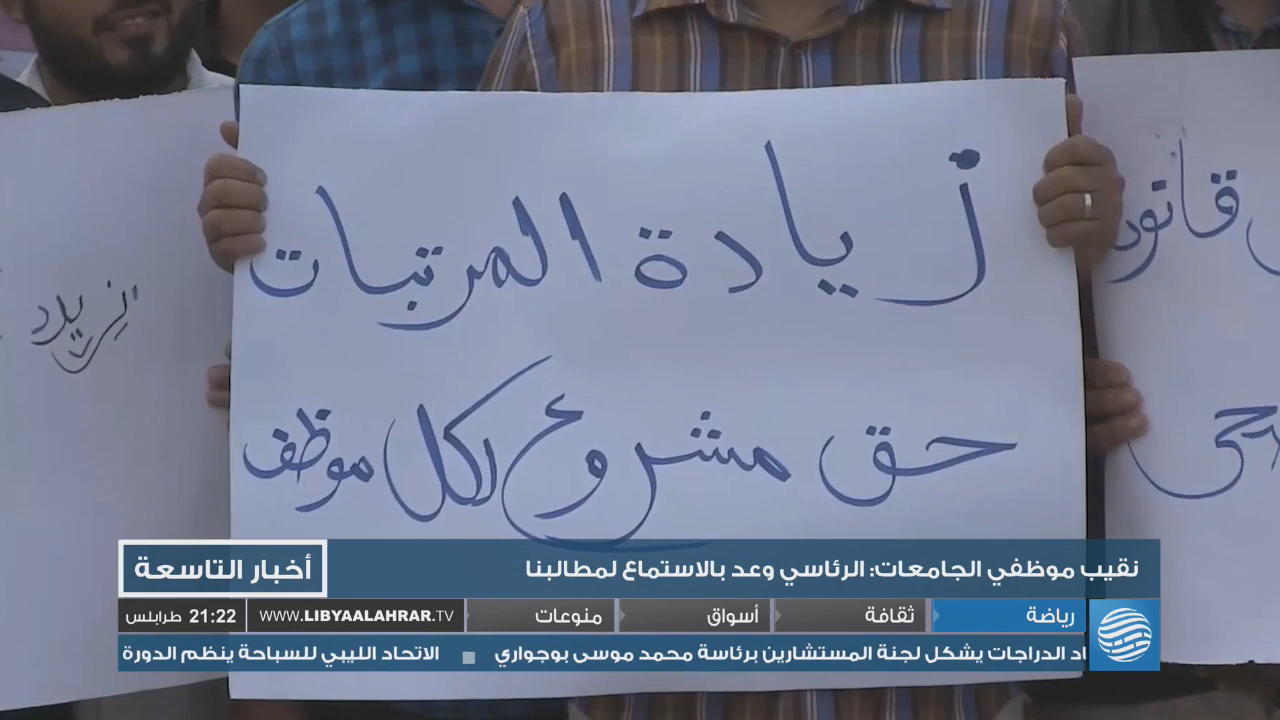 زيادة المرتبات
حق مشروع لكل موظف
قانون
نقيب موظفي الجامعات: الرئاسي وعد بالاستماع لمطالبنا
أخبار التاسعة
رياضة
ثقافة
أسواق
منوعات
WWW.LIBYAALAHRAR.TV
21:22 طرابلس
الدراجات يشكل لجنة المستشارين برئاسة محمد موسى بوجواري
الاتحاد الليبي للسباحة ينظم الدورة